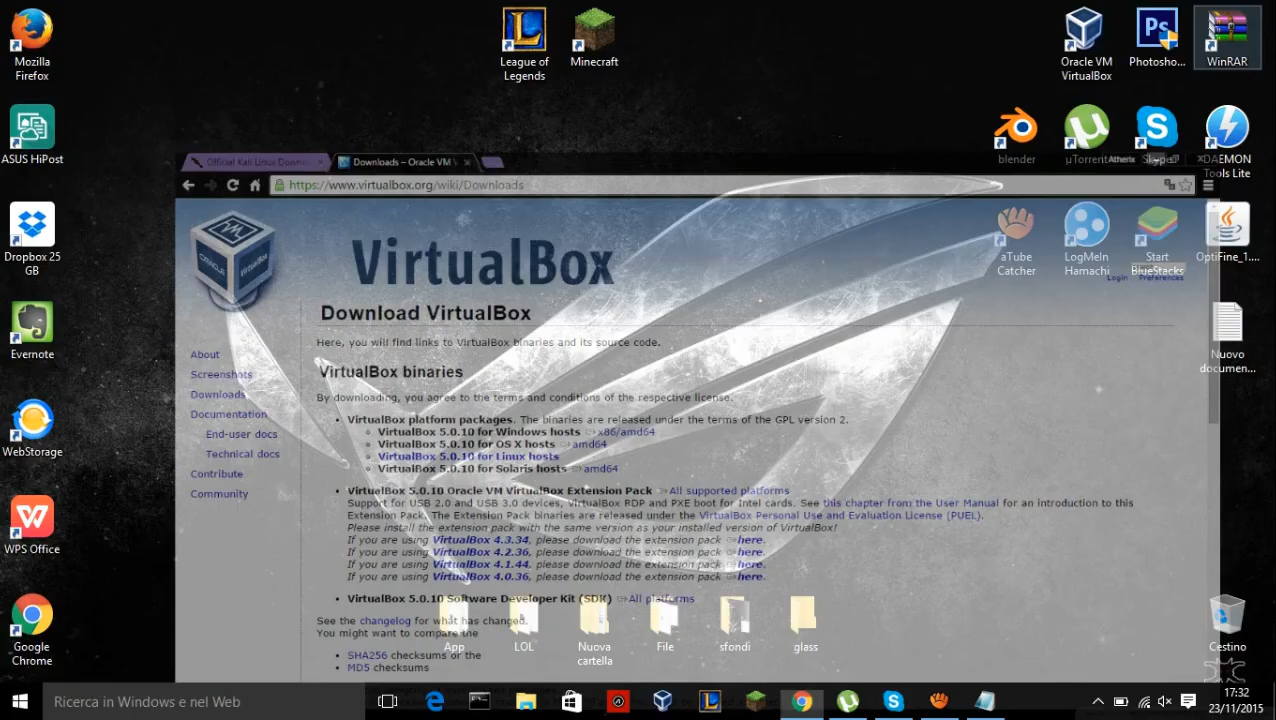 Mozilla
Firefox
League of
Legends
Minecraft
Oracle VM
VirtualBox
Photosho...
WinRAR
ASUS HiPost
blender
µTorrent
Atherix
Skype
DAEMON
Tools Lite
Official Kali Linux Downl
Downloads – Oracle VM V
https://www.virtualbox.org/wiki/Downloads
Dropbox 25
GB
VirtualBox
aTube
Catcher
LogMeIn
Hamachi
Start
BlueStacks
OptiFine_1....
Login
Preferences
Download VirtualBox
Here, you will find links to VirtualBox binaries and its source code.
Evernote
About
Screenshots
Downloads
Documentation
End-user docs
Technical docs
Contribute
Community
Nuovo
documen...
VirtualBox binaries
By downloading, you agree to the terms and conditions of the respective license.
VirtualBox platform packages. The binaries are released under the terms of the GPL version 2.
VirtualBox 5.0.10 for Windows hosts x86/amd64
VirtualBox 5.0.10 for OS X hosts amd64
VirtualBox 5.0.10 for Linux hosts
VirtualBox 5.0.10 for Solaris hosts amd64
WebStorage
VirtualBox 5.0.10 Oracle VM VirtualBox Extension Pack All supported platforms
Support for USB 2.0 and USB 3.0 devices, VirtualBox RDP and PXE boot for Intel cards. See this chapter from the User Manual for an introduction to this
Extension Pack. The Extension Pack binaries are released under the VirtualBox Personal Use and Evaluation License (PUEL).
Please install the extension pack with the same version as your installed version of VirtualBox!
If you are using VirtualBox 4.3.34, please download the extension pack here.
If you are using VirtualBox 4.2.36, please download the extension pack here.
If you are using VirtualBox 4.1.44, please download the extension pack here.
If you are using VirtualBox 4.0.36, please download the extension pack here.
WPS Office
VirtualBox 5.0.10 Software Developer Kit (SDK) All platforms
See the changelog for what has changed.
You might want to compare the
SHA256 checksums or the
MD5 checksums
Google
Chrome
App
LOL
Nuova
cartella
File
sfondi
glass
Cestino
Ricerca in Windows e nel Web
17:32
23/11/2015